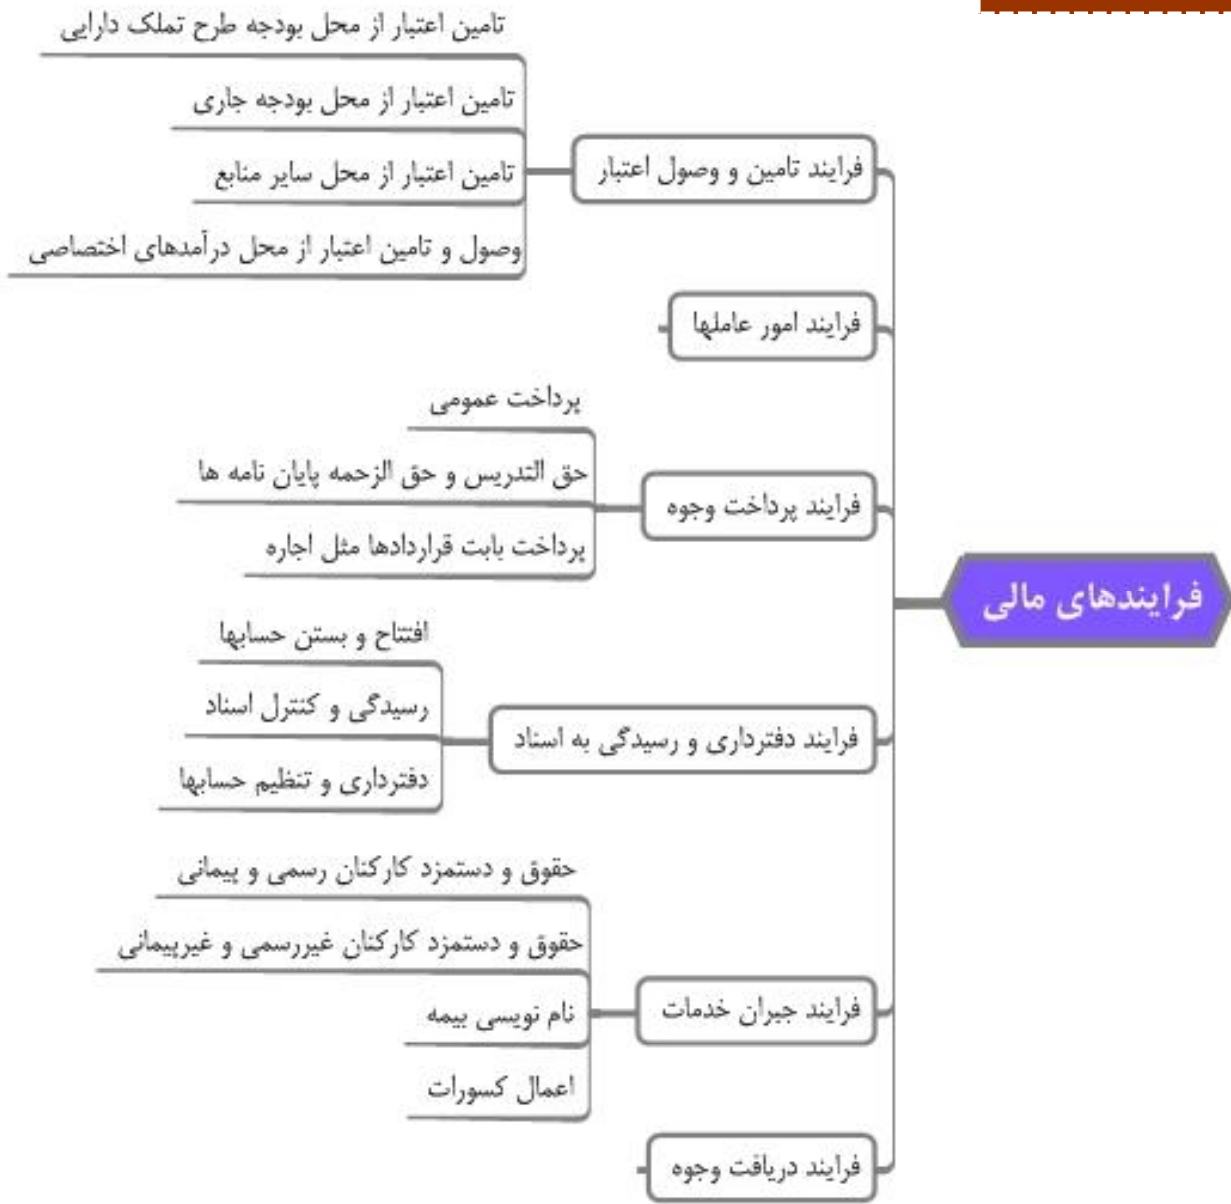 فرایندهای مالی
فرایند تامین و وصول اعتبار
تامین اعتبار از محل بودجه طرح تملک دارایی
تامین اعتبار از محل بودجه جاری
تامین اعتبار از محل سایر منابع
وصول و تامین اعتبار از محل درآمدهای اختصاصی
فرایند امور عاملها
فرایند پرداخت وجوه
پرداخت عمومی
حق التدریس و حق الزحمه پایان نامه ها
پرداخت بابت قراردادها مثل اجاره
فرایند دفترداری و رسیدگی به اسناد
افتتاح و بستن حسابها
رسیدگی و کنترل اسناد
دفترداری و تنظیم حسابها
فرایند جبران خدمات
حقوق و دستمزد کارکنان رسمی و پیمانی
حقوق و دستمزد کارکنان غیررسمی و غیرپیمانی
نام نویسی بیمه
اعمال کسورات
فرایند دریافت وجوه